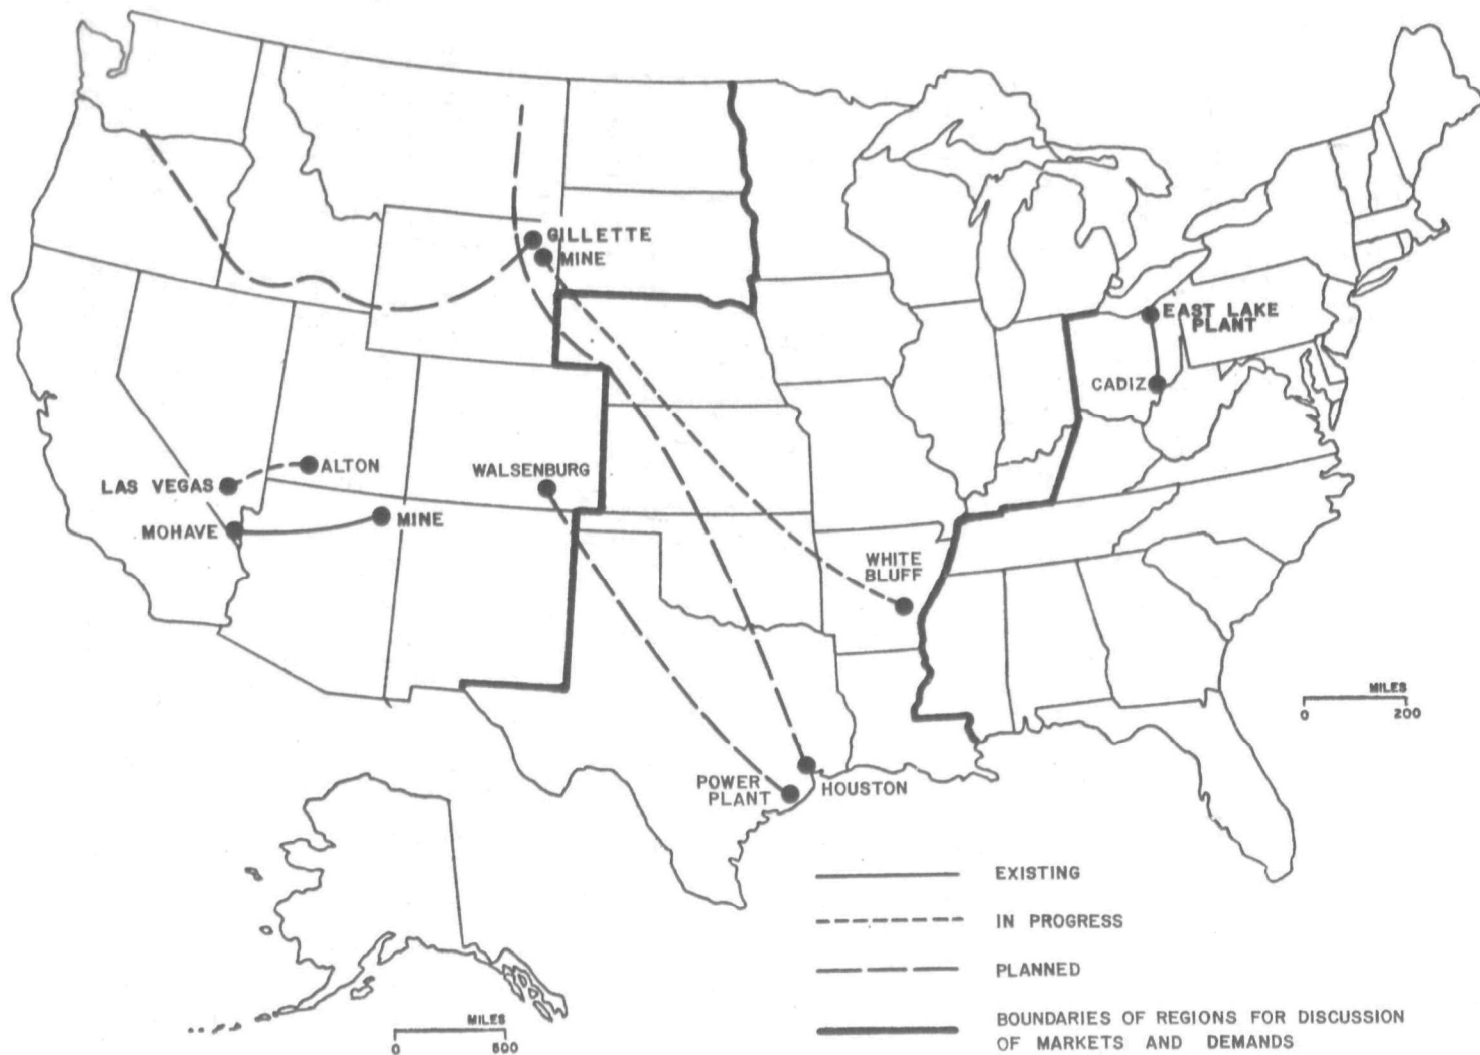 GILLETTE
MINE
EAST LAKE
PLANT
CADIZ
WALSENBURG
ALTON
LAS VEGAS
MOHAVE
MINE
WHITE
BLUFF
MILES
0 200
POWER
PLANT
HOUSTON
EXISTING
IN PROGRESS
PLANNED
BOUNDARIES OF REGIONS FOR DISCUSSION
OF MARKETS AND DEMANDS
MILES
0 500